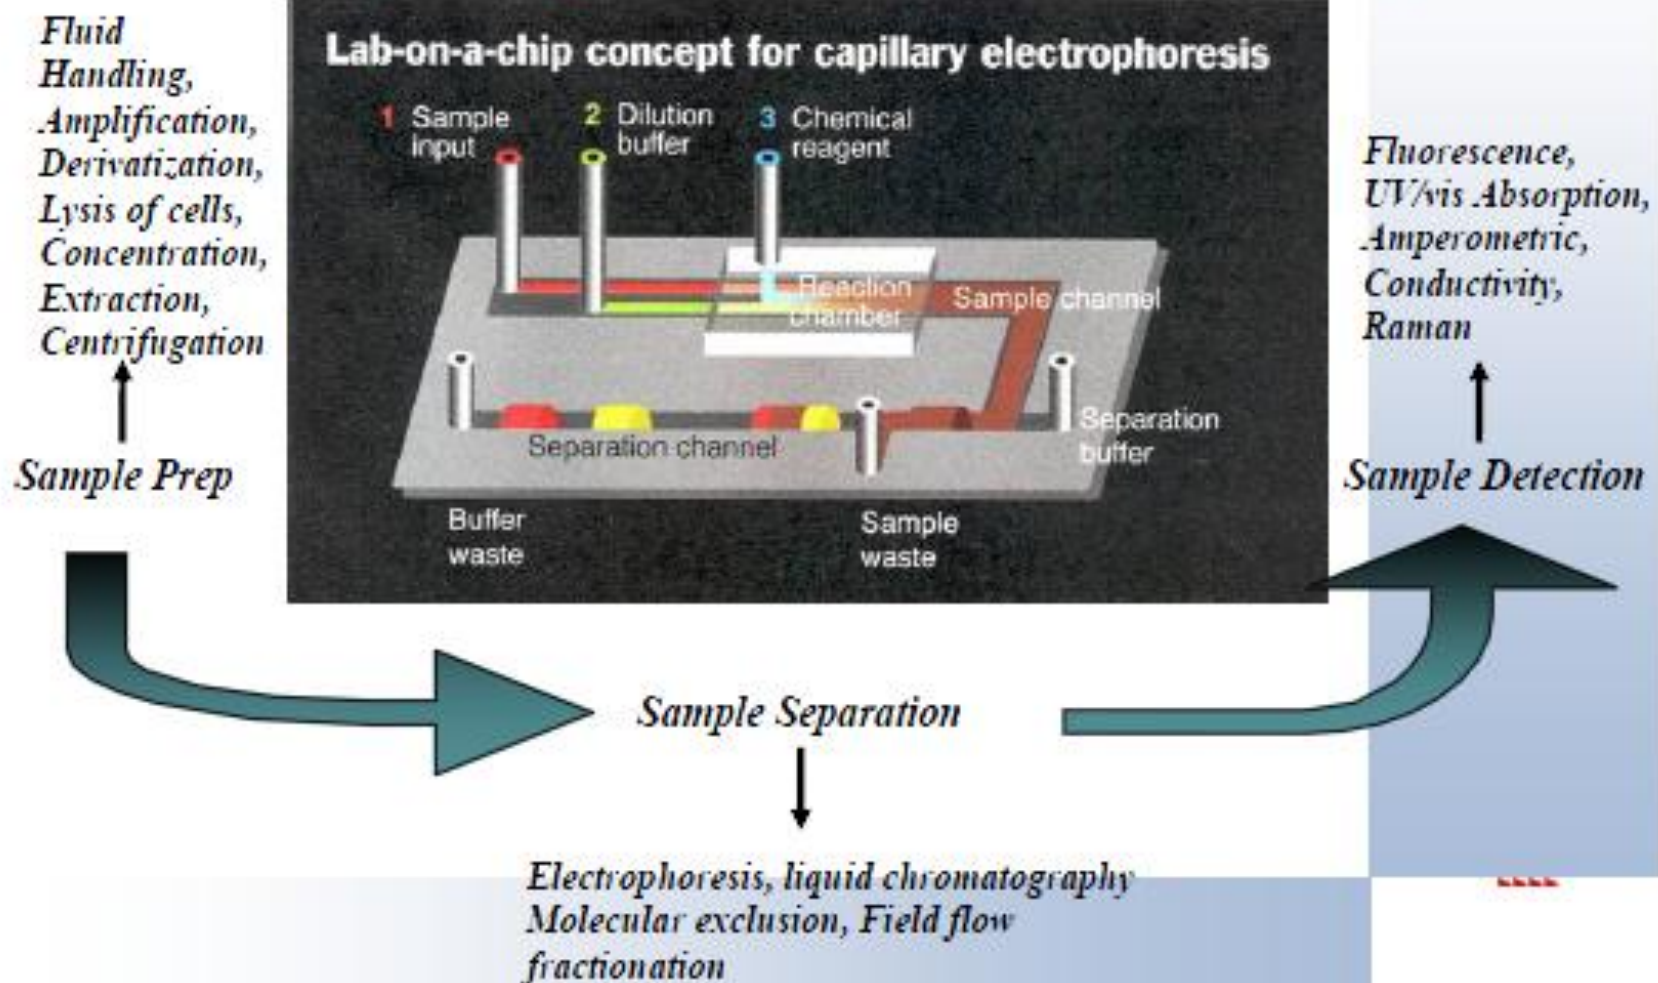 Fluid
Handling,
Amplification,
Derivatization,
Lysis of cells,
Concentration,
Extraction,
Centrifugation
Sample Prep
Lab-on-a-chip concept for capillary electrophoresis
1 Sample
input
2 Dilution
buffer
3 Chemical
reagent
Reaction
chamber
Sample channel
Separation channel
Separation
buffer
Buffer
waste
Sample
waste
Fluorescence,
UV/vis Absorption,
Amperometric,
Conductivity,
Raman
Sample Detection
Sample Separation
Electrophoresis, liquid chromatography
Molecular exclusion, Field flow
fractionation